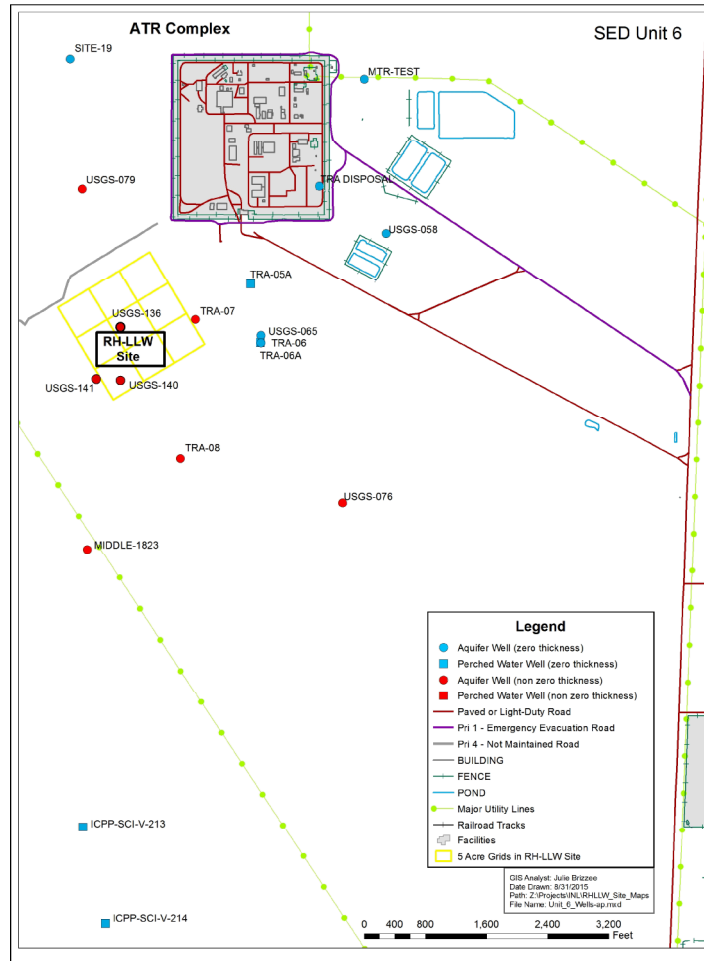 ATR Complex
SED Unit 6
SITE-19
MTR-TEST
USGS-079
TRA DISPOSAL
USGS-058
TRA-05A
USGS-136
TRA-07
RH-LLW
Site
USGS-065
TRA-06
TRA-06A
USGS-141
USGS-140
TRA-08
USGS-076
MIDDLE-1823
ICPP-SCI-V-213
ICPP-SCI-V-214
Legend
Aquifer Well (zero thickness)
Perched Water Well (zero thickness)
Aquifer Well (non zero thickness)
Perched Water Well (non zero thickness)
Paved or Light-Duty Road
Pri 1 - Emergency Evacuation Road
Pri 4 - Not Maintained Road
BUILDING
FENCE
POND
Major Utility Lines
Railroad Tracks
Facilities
5 Acre Grids in RH-LLW Site
GIS Analyst: Julie Brizzee
Date Drawn: 8/31/2015
Path: Z:\Projects\INL\RHLLW_Site_Maps
File Name: Unit_6_Wells-ap.mxd
0 400 800 1,600 2,400 3,200
Feet